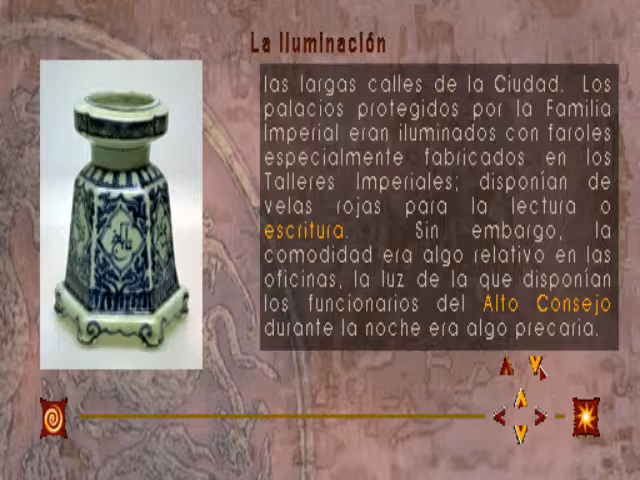 La Iluminación
las largas calles de la Ciudad. Los
palacios protegidos por la Familia
Imperial eran iluminados con faroles
especialmente fabricados en los
Talleres Imperiales; disponían de
velas rojas para la lectura o
escritura. Sin embargo, la
comodidad era algo relativo en las
oficinas, la luz de la que disponían
los funcionarios del Alto Consejo
durante la noche era algo precaria.